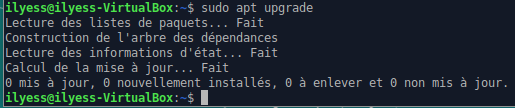 ilyess@ilyess-VirtualBox:~$ sudo apt upgrade
Lecture des listes de paquets... Fait
Construction de l'arbre des dépendances
Lecture des informations d'état... Fait
Calcul de la mise à jour... Fait
0 mis à jour, 0 nouvellement installés, 0 à enlever et 0 non mis à jour.
ilyess@ilyess-VirtualBox:~$